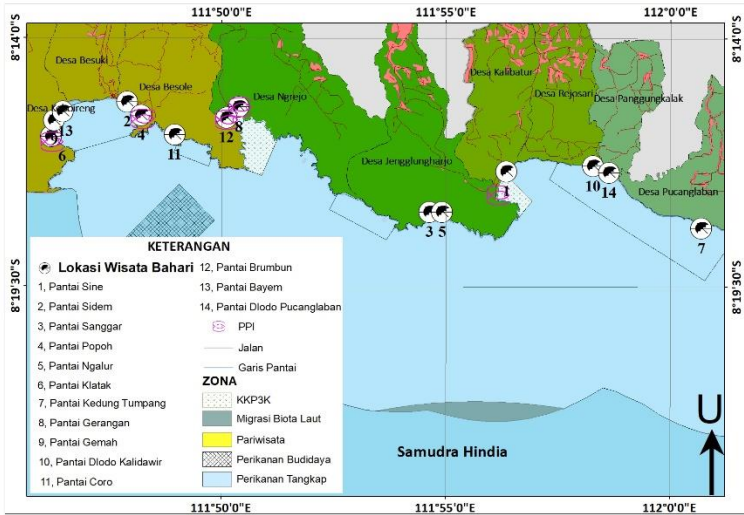 111°50'0"E 111°55'0"E 112°0'0"E
8°14'0"S 8°14'0"S
Desa Besuki
Desa Besole
Desa Ngrejo
Desa Kalibatur
Desa Rejosari
Desa Panggungkalak
Desa Jengglungharjo
Desa Pucanglaban
13 2 4 11 12 8
6 1 10 14
3 5 7
8°19'30"S 8°19'30"S
KETERANGAN
Lokasi Wisata Bahari
1, Pantai Sine
2, Pantai Sidem
3, Pantai Sanggar
4, Pantai Popoh
5, Pantai Ngalur
6, Pantai Klatak
7, Pantai Kedung Tumpang
8, Pantai Gerangan
9, Pantai Gemah
10, Pantai Dlodo Kalidawir
11, Pantai Coro
12, Pantai Brumbun
13, Pantai Bayem
14, Pantai Dlodo Pucanglaban
PPI
Jalan
Garis Pantai
ZONA
KKP3K
Migrasi Biota Laut
Pariwisata
Perikanan Budidaya
Perikanan Tangkap
Samudra Hindia
U
111°50'0"E 111°55'0"E 112°0'0"E